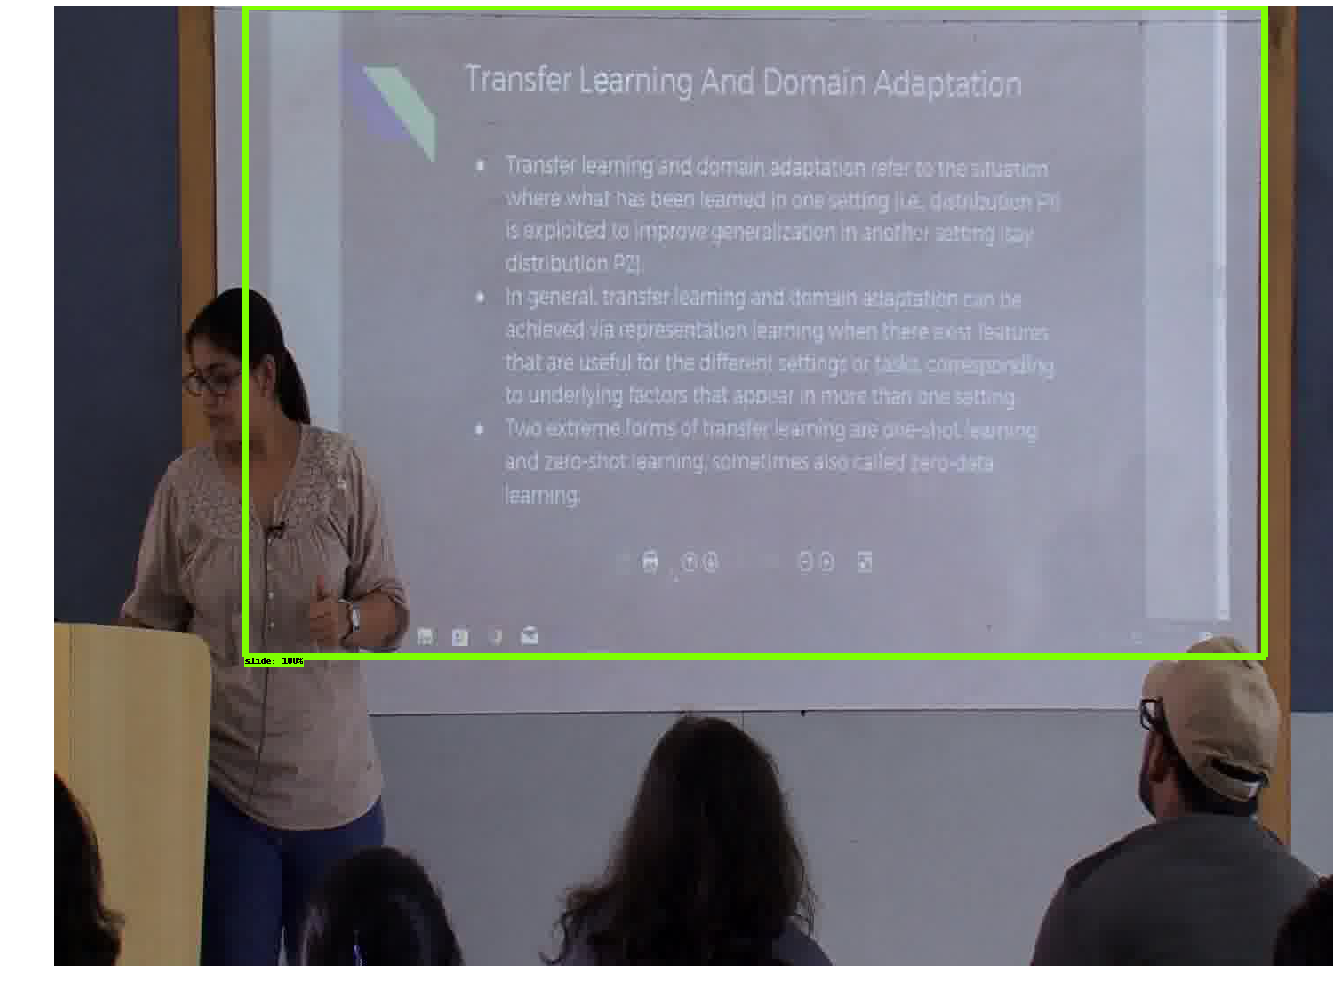 Transfer Learning And Domain Adaptation
• Transfer learning and domain adaptation refer to the situation
where what has been learned in one setting (i.e., distribution P1)
is exploited to improve generalization in another setting (say
distribution P2).
• In general, transfer learning and domain adaptation can be
achieved via representation learning when there exist features
that are useful for the different settings or tasks, corresponding
to underlying factors that appear in more than one setting.
• Two extreme forms of transfer learning are one-shot learning
and zero-shot learning, sometimes also called zero-data
learning.
slide: 100%